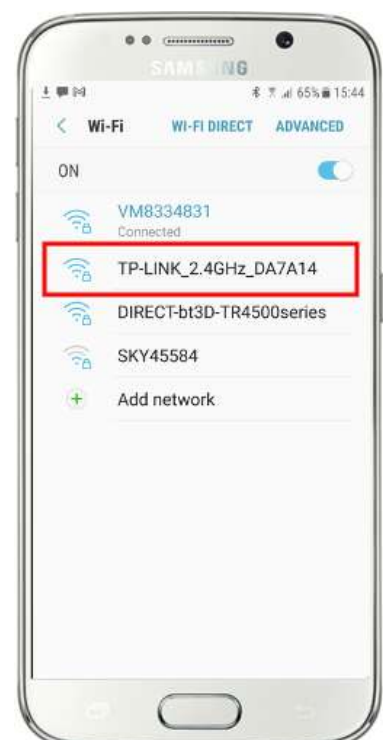 SAMSUNG
65% 15:44
< Wi-Fi WI-FI DIRECT ADVANCED
ON
VM8334831
Connected
TP-LINK_2.4GHz_DA7A14
DIRECT-bt3D-TR4500series
SKY45584
+ Add network